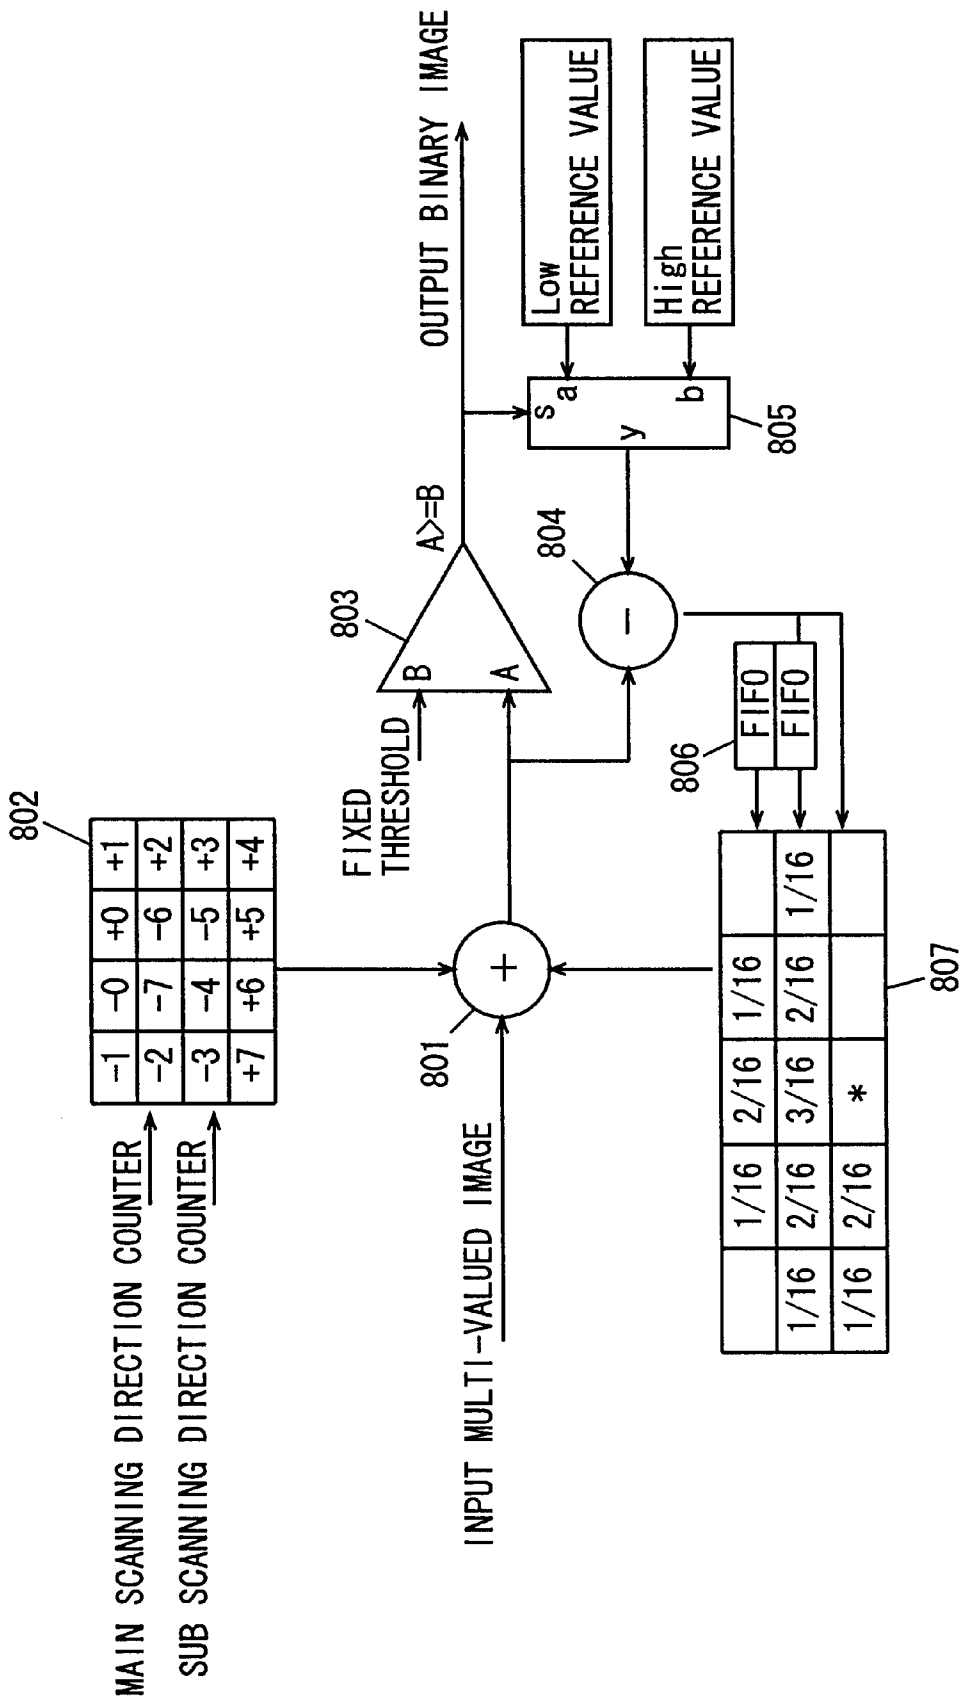 MAIN SCANNING DIRECTION COUNTER
SUB SCANNING DIRECTION COUNTER
802
-1 -0 +0 +1
-2 -7 -6 +2
-3 -4 -5 +3
+7 +6 +5 +4
INPUT MULTI-VALUED IMAGE
801
+
FIXED
THRESHOLD
803
B
A
A>=B
OUTPUT BINARY IMAGE
804
-
s
a
y
b
805
Low
REFERENCE VALUE
High
REFERENCE VALUE
806
FIFO
FIFO
1/16 2/16 1/16
1/16 2/16 3/16 2/16 1/16
1/16 2/16 *
807